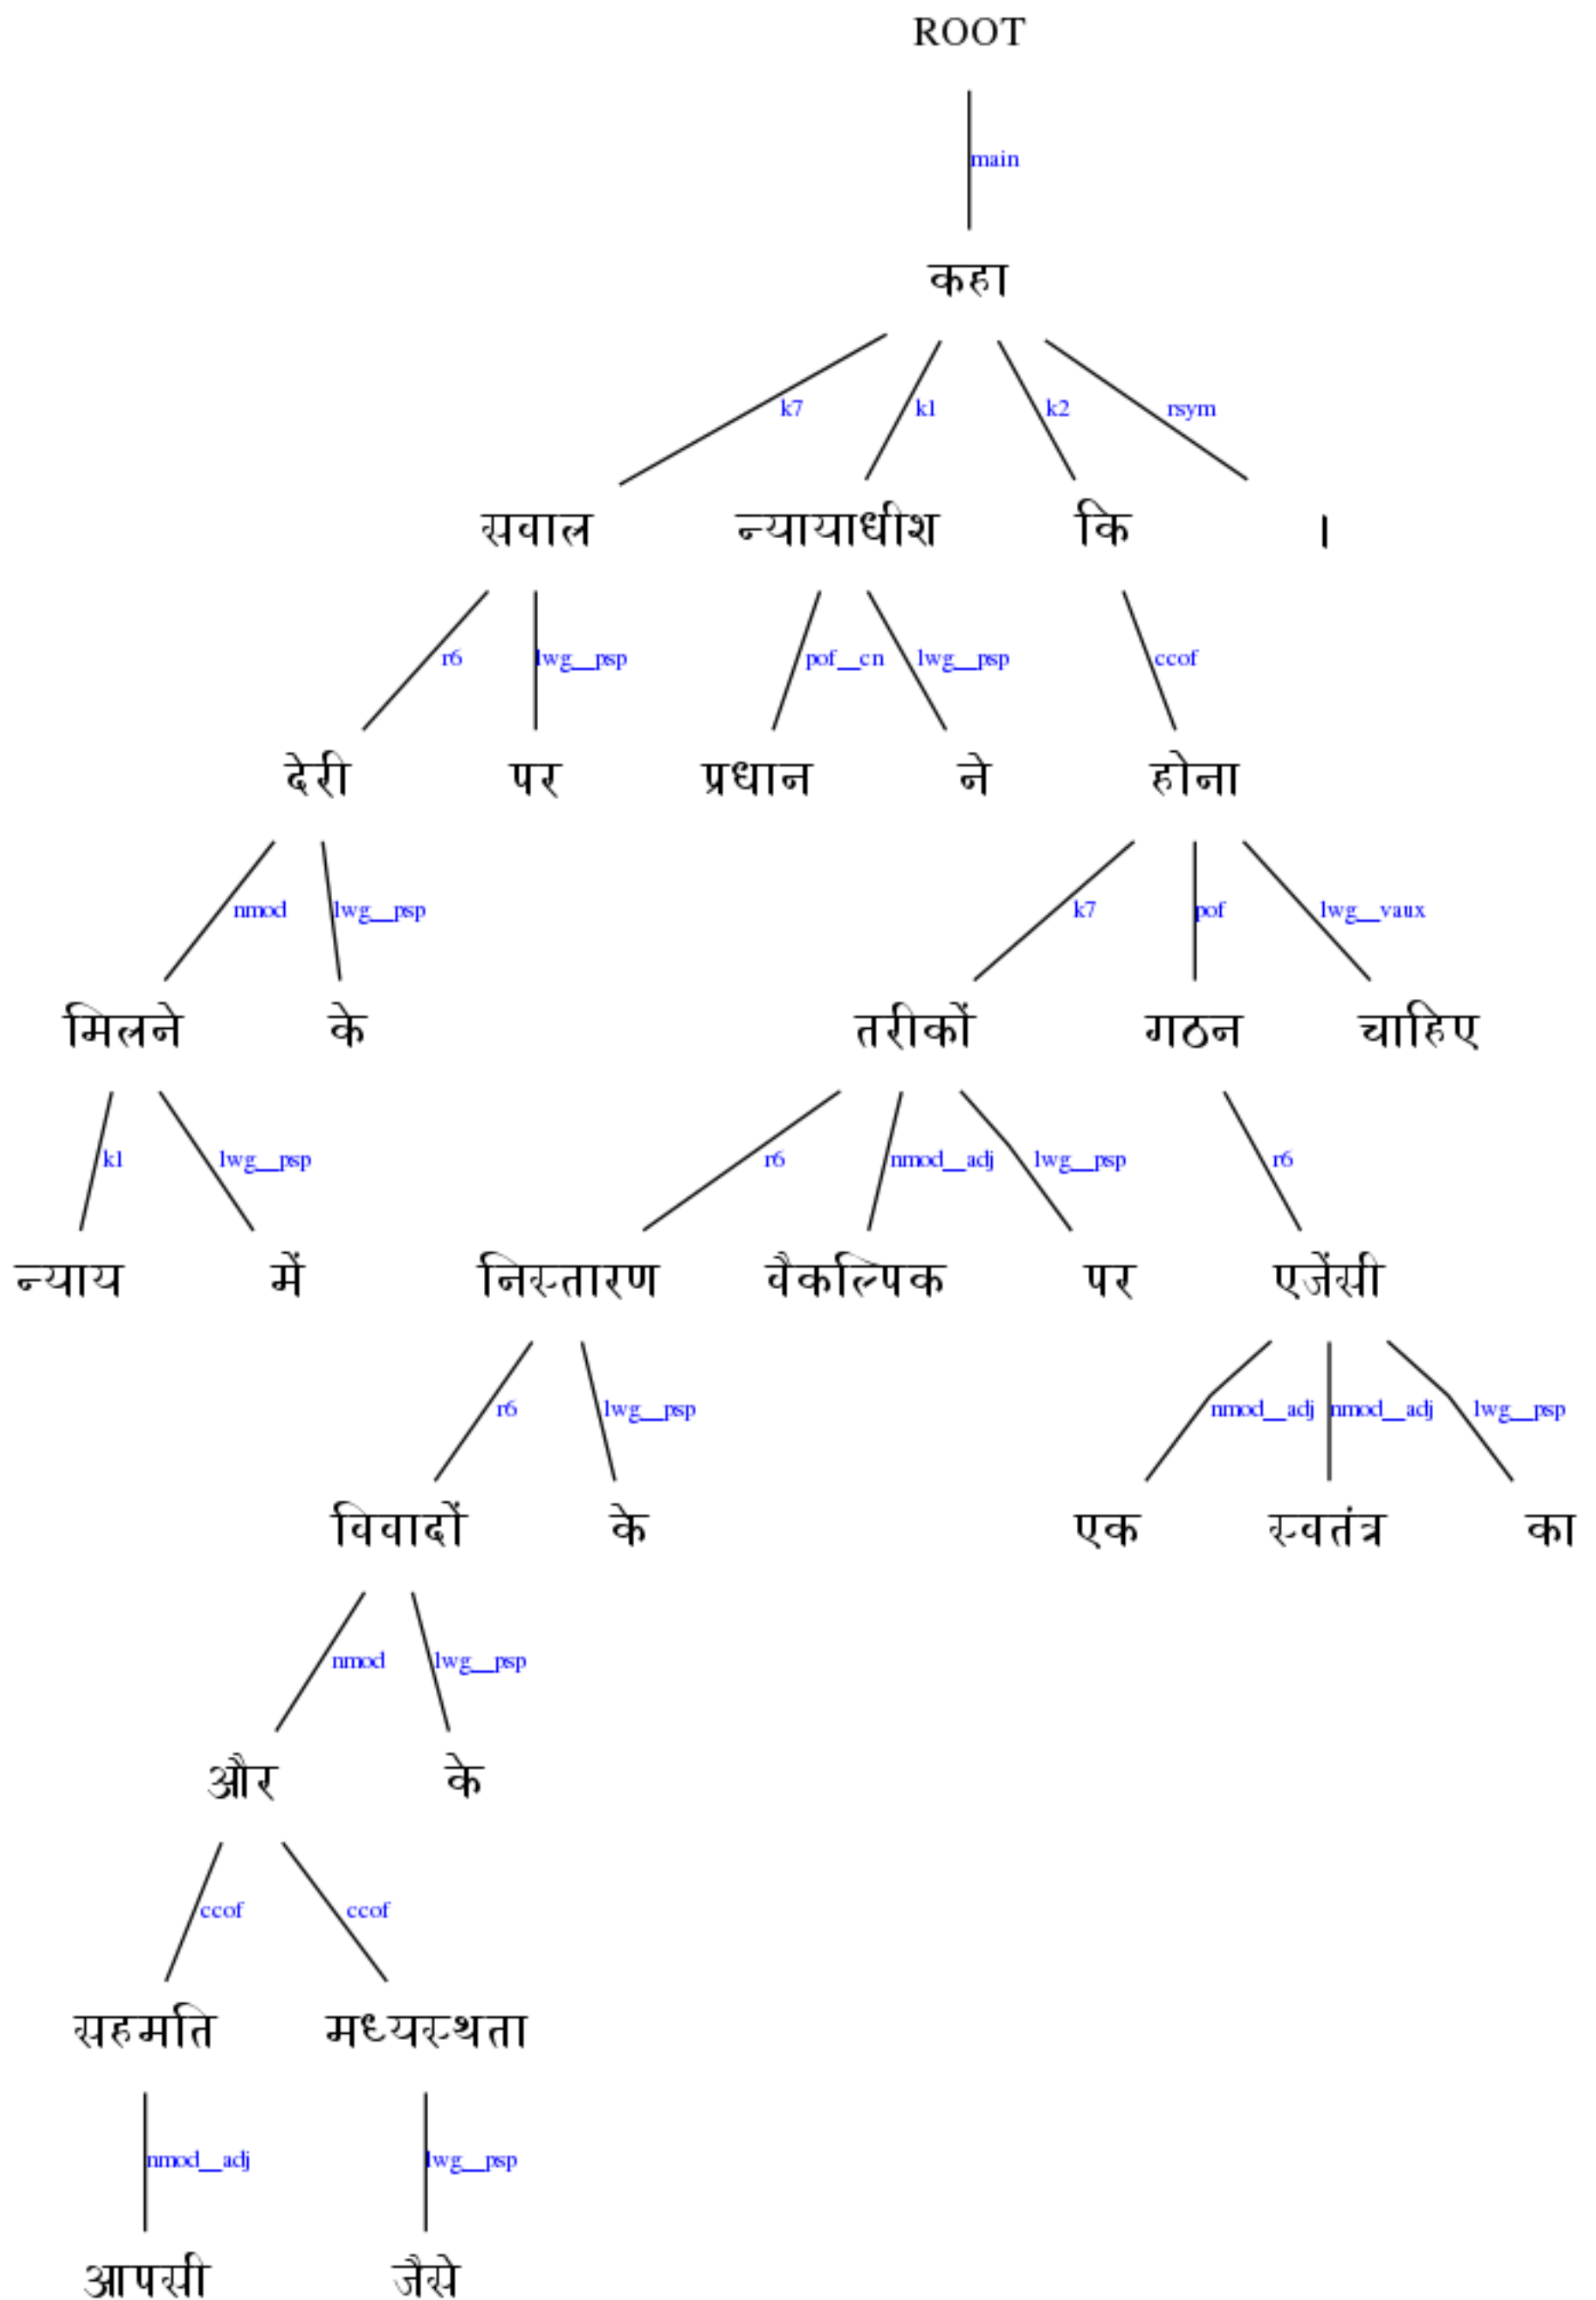 ROOT
main
कहा
k7 k1 k2 rsym
सवाल न्यायाधीश कि ।
r6 lwg__psp pof__cn lwg__psp ccof
देरी पर प्रधान ने होना
nmod lwg__psp k7 pof lwg__vaux
मिलने के तरीकों गठन चाहिए
k1 lwg__psp r6 nmod__adj lwg__psp r6
न्याय में निस्तारण वैकल्पिक पर एजेंसी
r6 lwg__psp nmod__adj nmod__adj lwg__psp
विवादों के एक स्वतंत्र का
nmod lwg__psp
और के
ccof ccof
सहमति मध्यस्थता
nmod__adj lwg__psp
आपसी जैसे